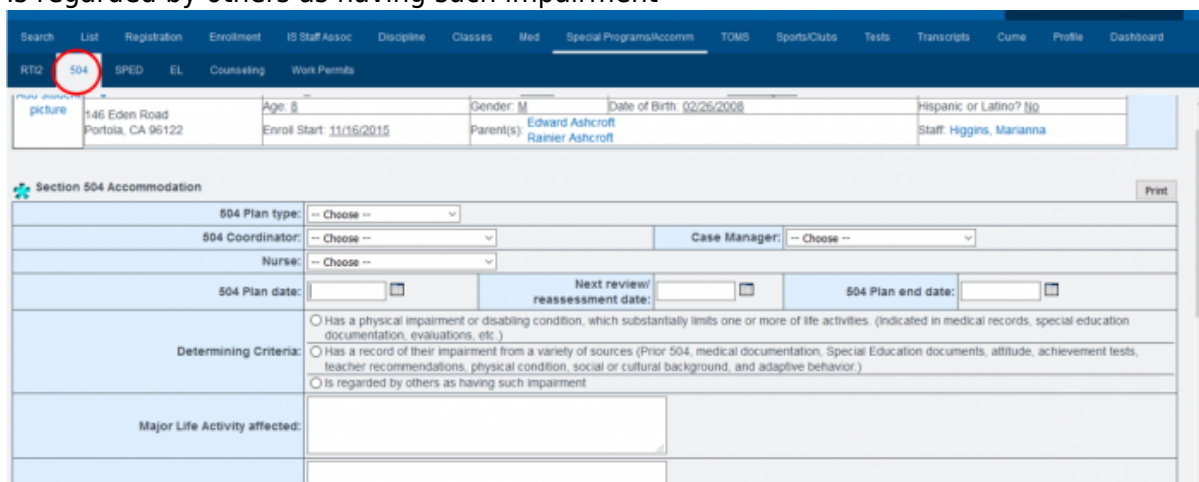 is regarded by others as having such impairment
Search List Registration Enrollment IS Staff Assoc Discipline Classes Med Special Programs/Accomm TOMS Sports/Clubs Tests Transcripts Cume Profile Dashboard
RTI2 504 SPED EL Counseling Work Permits
picture
146 Eden Road
Portola, CA 96122
Age: 8 Gender: M Date of Birth: 02/26/2008 Hispanic or Latino? No
Enroll Start: 11/16/2015 Parent(s): Edward Ashcroft
Rainier Ashcroft
Staff: Higgins, Marianna
Section 504 Accommodation Print
504 Plan type: -- Choose --
504 Coordinator: -- Choose -- Case Manager: -- Choose --
Nurse: -- Choose --
504 Plan date: Next review/
reassessment date: 504 Plan end date:
Determining Criteria:
Has a physical impairment or disabling condition, which substantially limits one or more of life activities. (Indicated in medical records, special education
documentation, evaluations, etc.)
Has a record of their impairment from a variety of sources (Prior 504, medical documentation, Special Education documents, attitude, achievement tests,
teacher recommendations, physical condition, social or cultural background, and adaptive behavior.)
Is regarded by others as having such impairment
Major Life Activity affected: